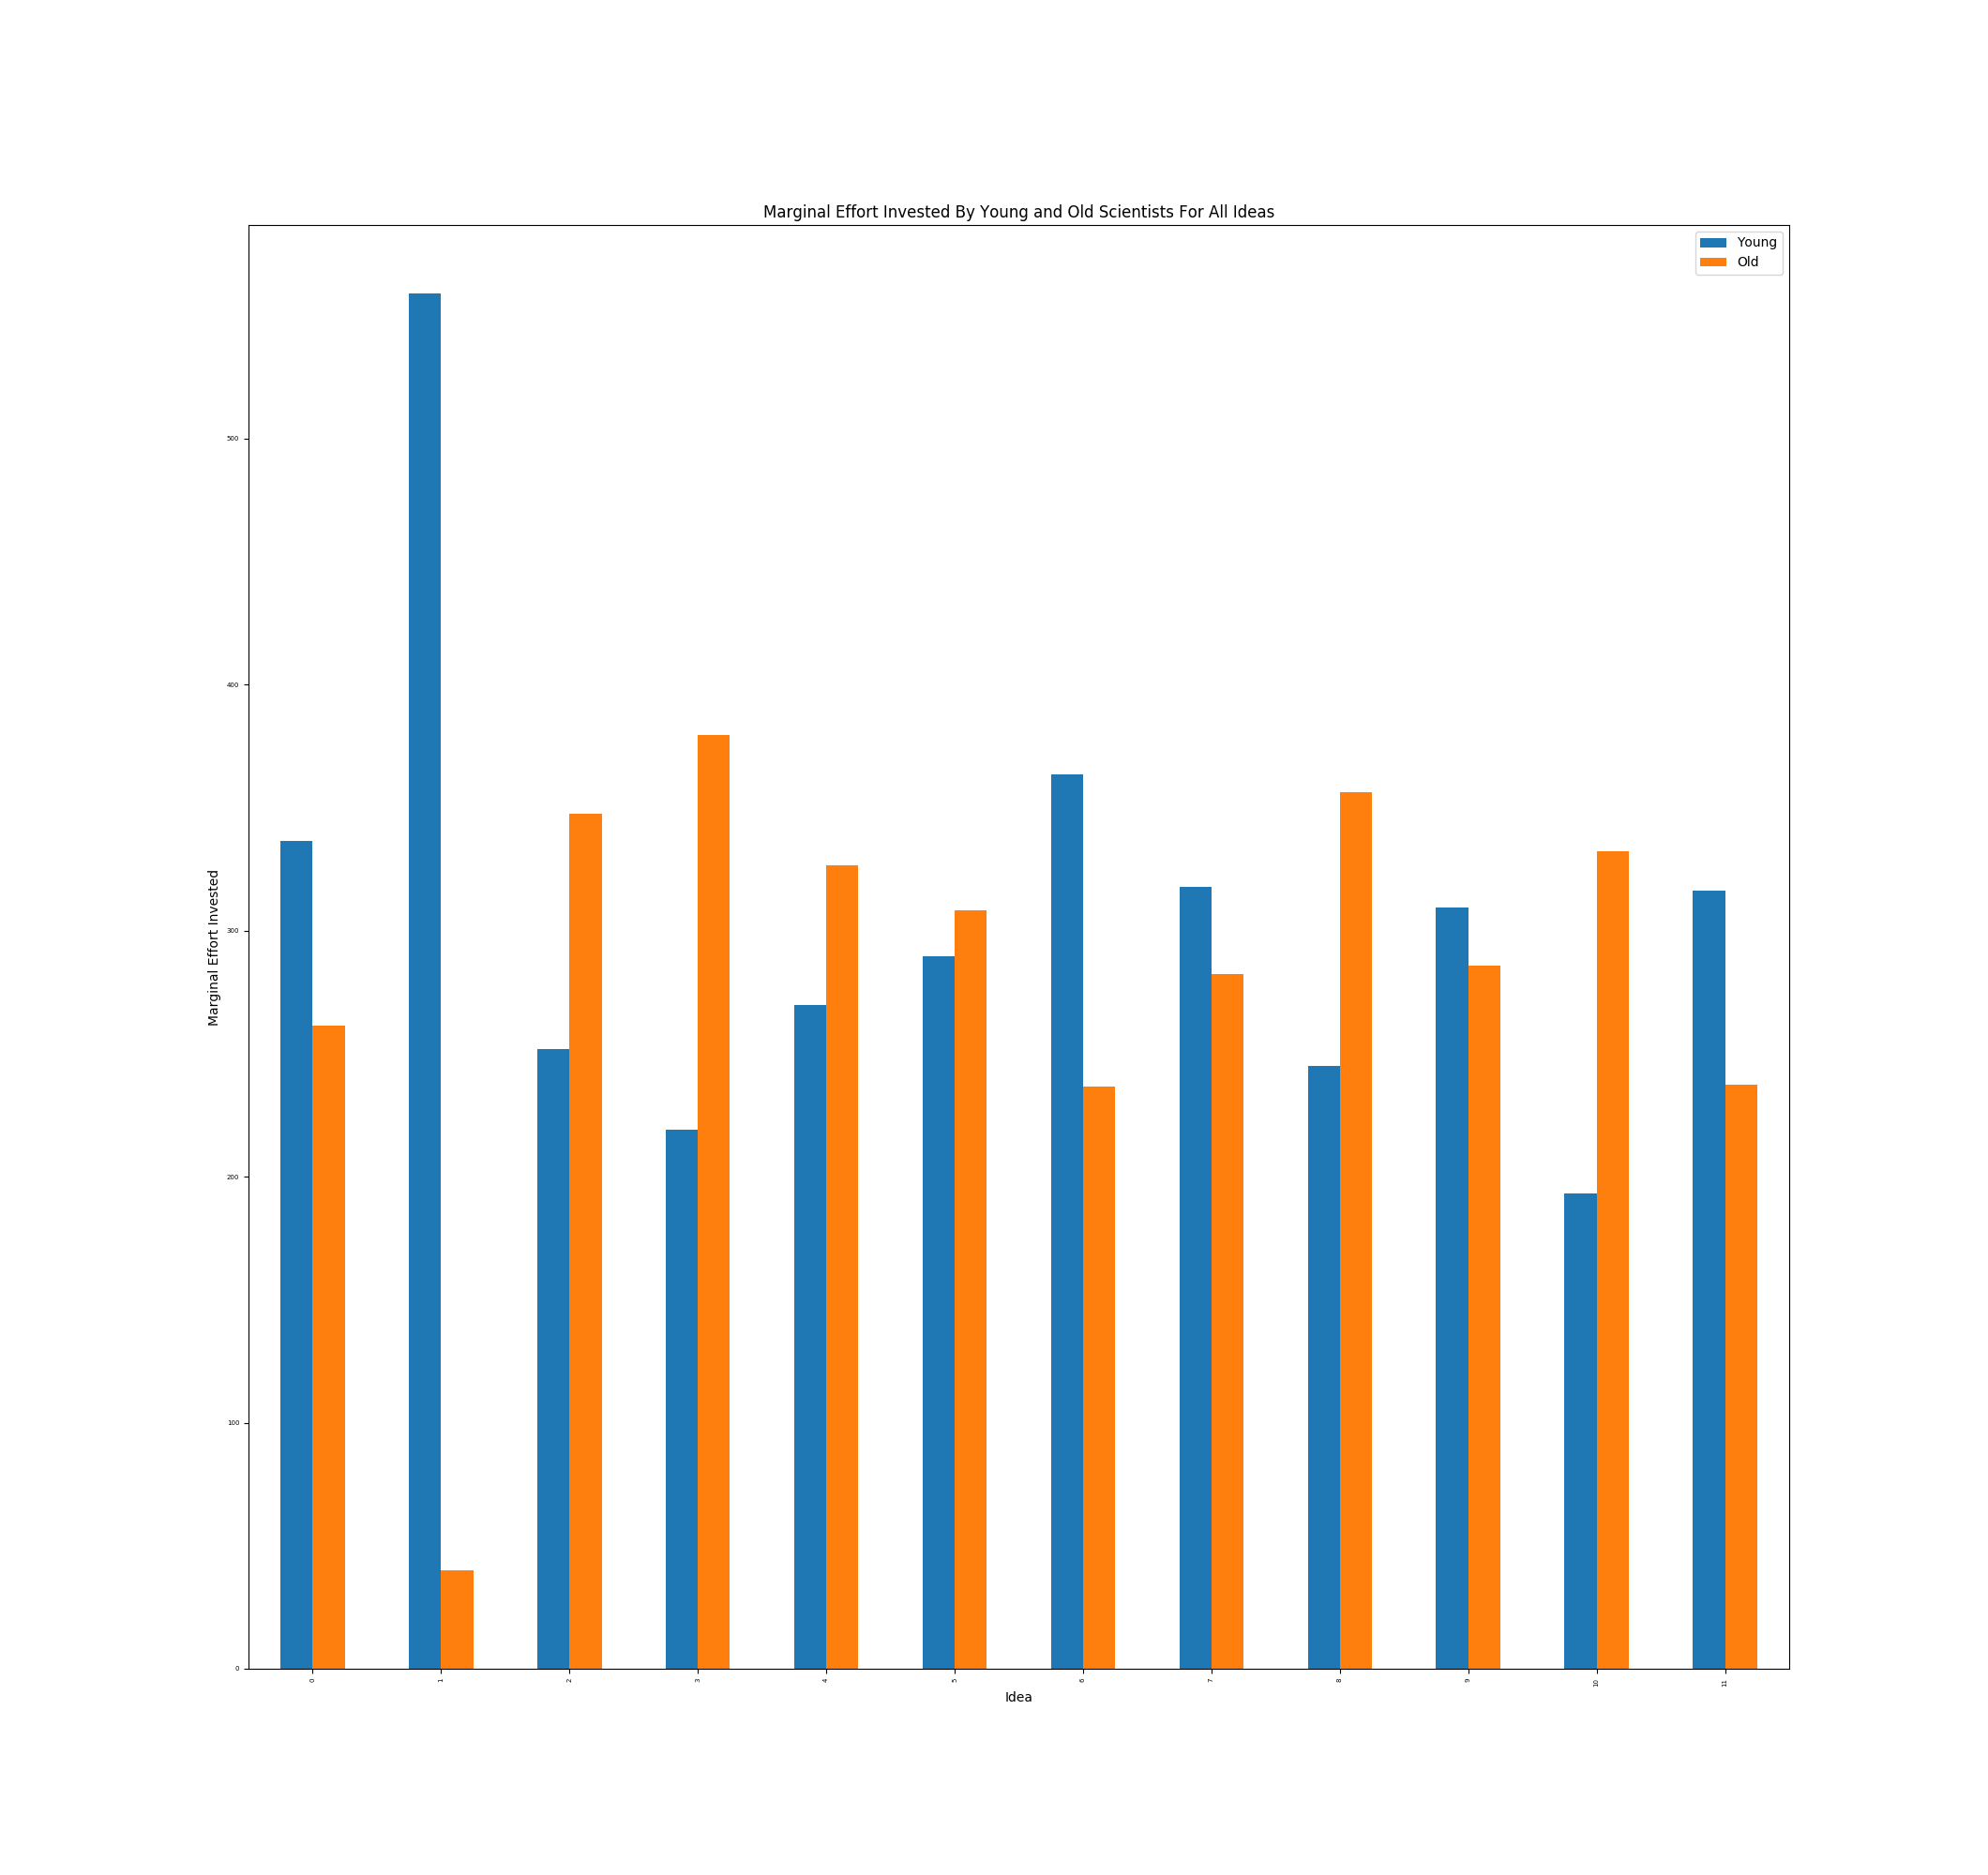 Marginal Effort Invested By Young and Old Scientists For All Ideas
Young
Old
Marginal Effort Invested
500
400
300
200
100
0
0 1 2 3 4 5 6 7 8 9 10 11
Idea